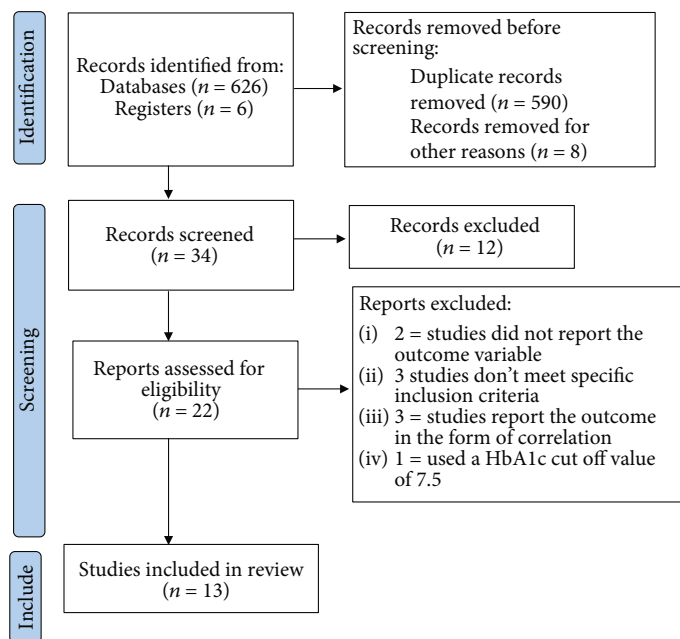 Identification
Records identified from:
Databases (n = 626)
Registers (n = 6)
Records removed before
screening:
Duplicate records
removed (n = 590)
Records removed for
other reasons (n = 8)
Screening
Records screened
(n = 34)
Records excluded
(n = 12)
Reports assessed for
eligibility
(n = 22)
Reports excluded:
(i) 2 = studies did not report the
outcome variable
(ii) 3 studies don't meet specific
inclusion criteria
(iii) 3 = studies report the outcome
in the form of correlation
(iv) 1 = used a HbA1c cut off value
of 7.5
Include
Studies included in review
(n = 13)